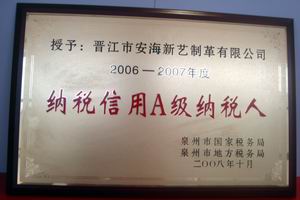 授予：晋江市安海新艺制革有限公司
2006—2007年度
纳税信用A级纳税人
泉州市国家税务局
泉州市地方税务局
二00八年十月